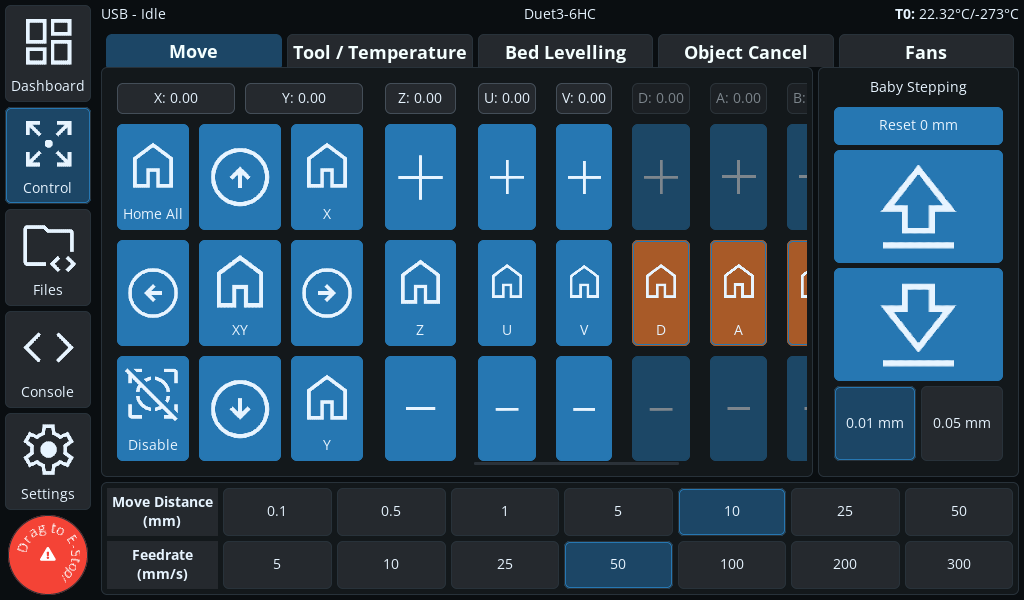 USB - Idle
Duet3-6HC
T0: 22.32°C/-273°C
Dashboard
Control
Files
Console
Settings
Drag to E-Stop!
Move
Tool / Temperature
Bed Levelling
Object Cancel
Fans
X: 0.00
Y: 0.00
Z: 0.00
U: 0.00
V: 0.00
D: 0.00
A: 0.00
B:
Home All
X
XY
Z
U
V
D
A
Disable
Y
Baby Stepping
Reset 0 mm
0.01 mm
0.05 mm
Move Distance
(mm)
0.1
0.5
1
5
10
25
50
Feedrate
(mm/s)
5
10
25
50
100
200
300